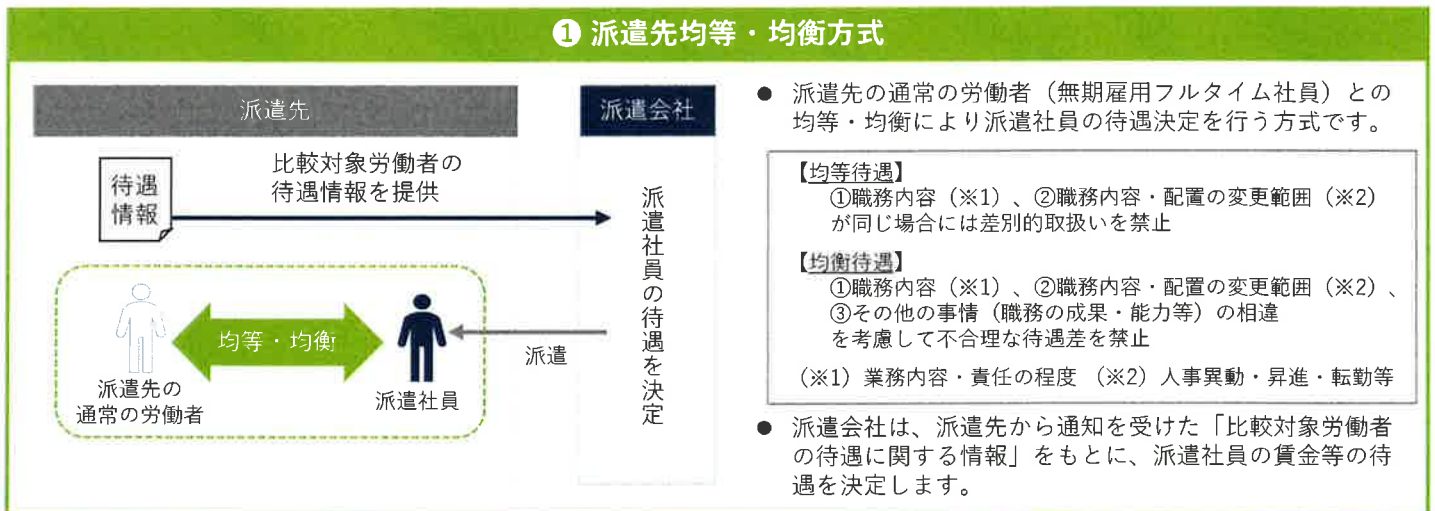 ❶ 派遣先均等・均衡方式
派遣先
派遣会社
待遇
情報
比較対象労働者の
待遇情報を提供
派遣社員の待遇を決定
均等・均衡
派遣先の
通常の労働者
派遣社員
派遣
● 派遣先の通常の労働者（無期雇用フルタイム社員）との
均等・均衡により派遣社員の待遇決定を行う方式です。
【均等待遇】
①職務内容（※1）、②職務内容・配置の変更範囲（※2）
が同じ場合には差別的取扱いを禁止
【均衡待遇】
①職務内容（※1）、②職務内容・配置の変更範囲（※2）、
③その他の事情（職務の成果・能力等）の相違
を考慮して不合理な待遇差を禁止
（※1）業務内容・責任の程度 （※2）人事異動・昇進・転勤等
● 派遣会社は、派遣先から通知を受けた「比較対象労働者
の待遇に関する情報」をもとに、派遣社員の賃金等の待
遇を決定します。